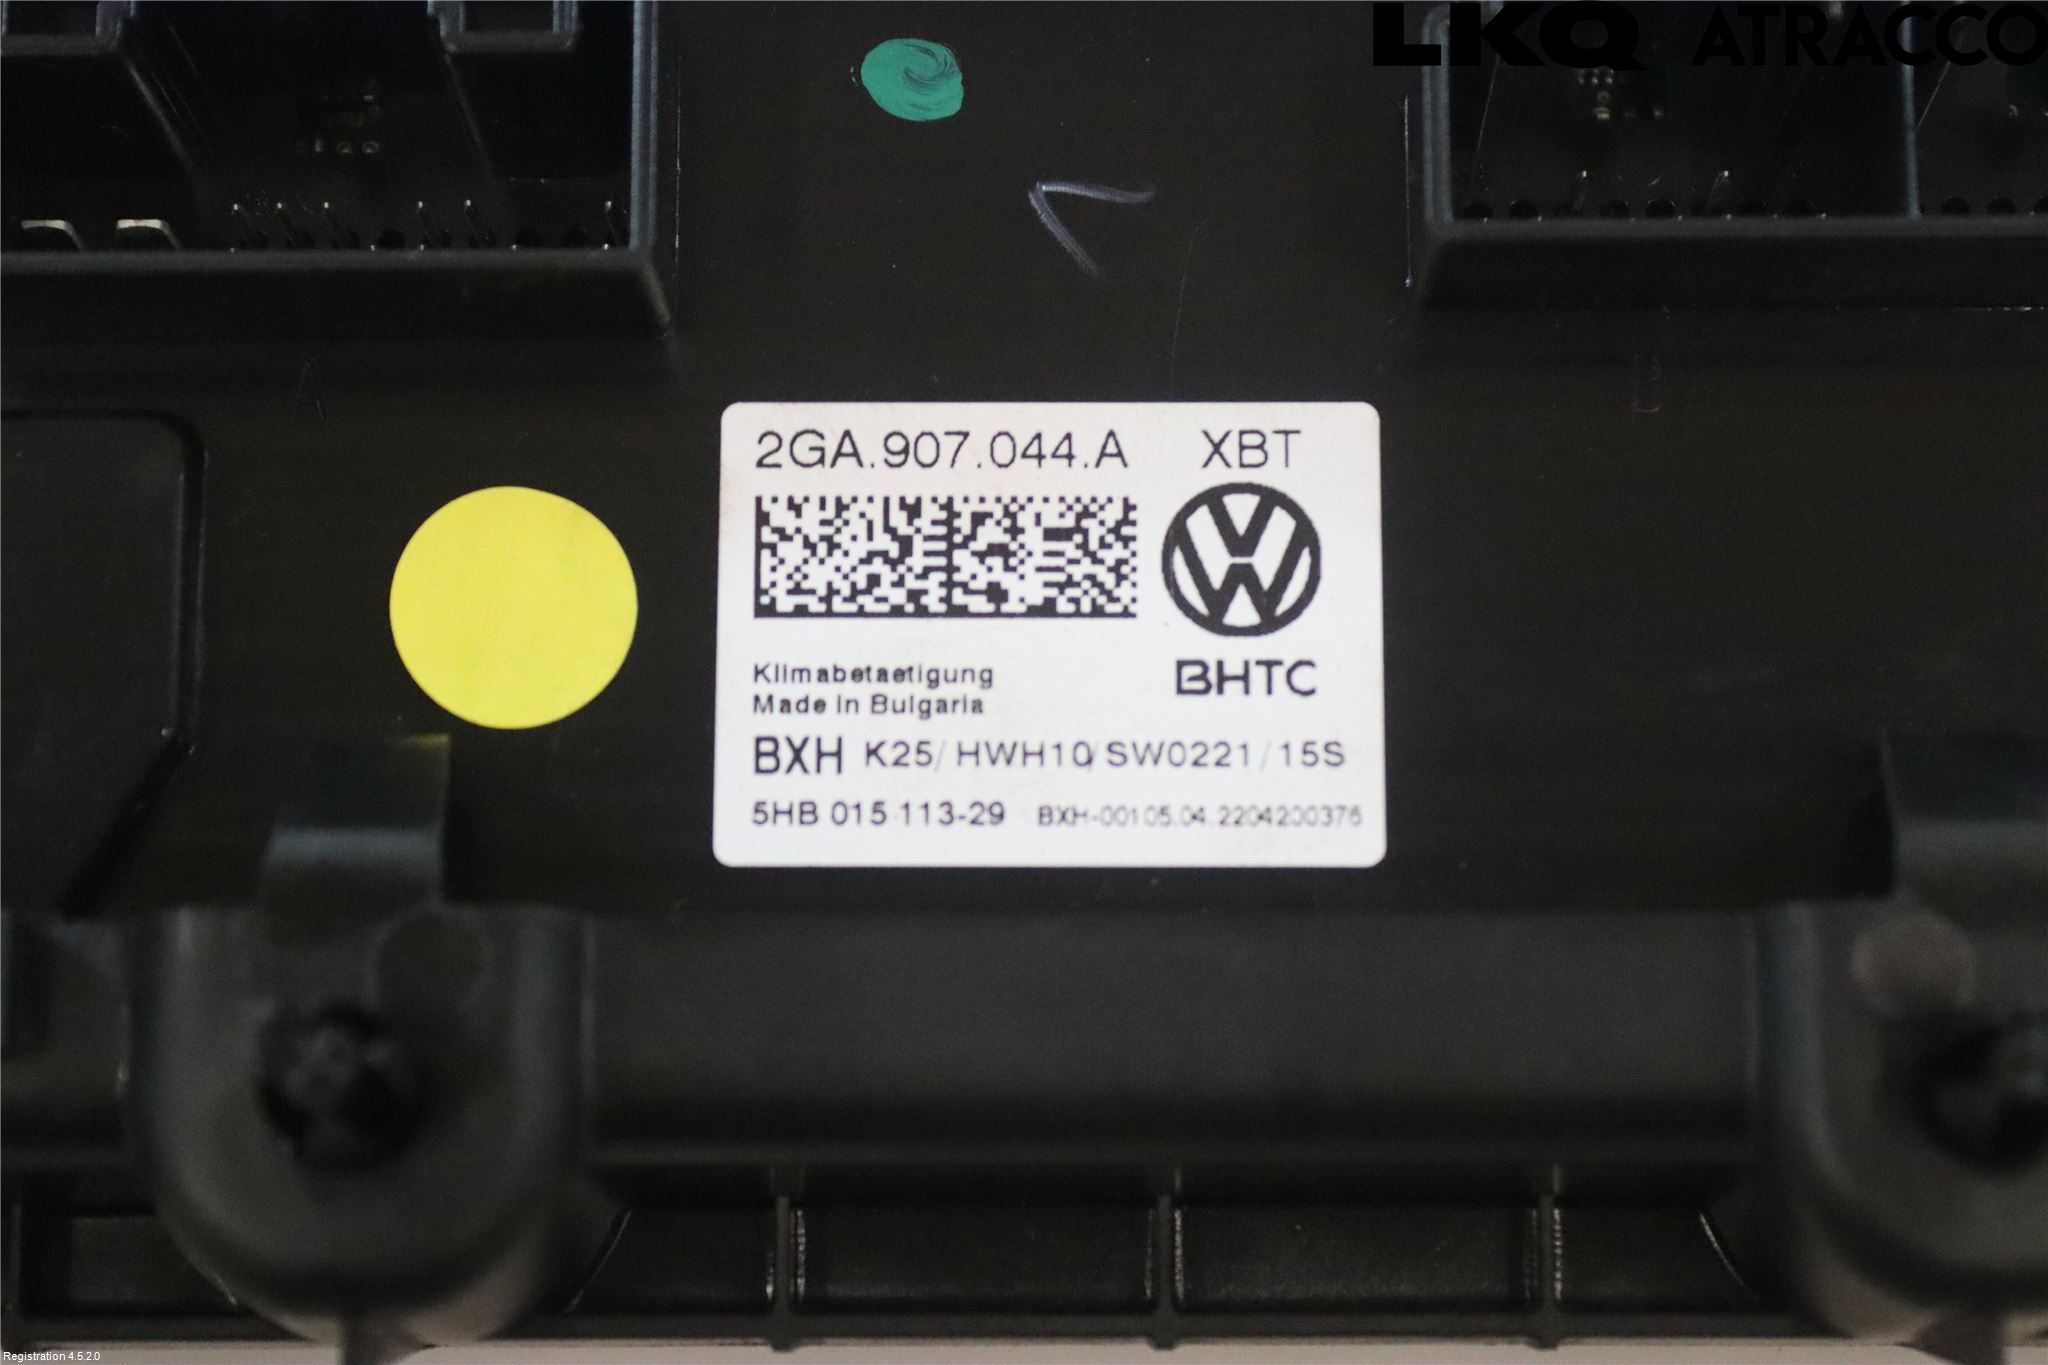 LKQ ATRACCO
A
B
2GA.907.044.A XBT
Klimabetaetigung
Made in Bulgaria
BHTC
BXH K25/ HWH10/SW0221/15S
5HB 015 113-29 BXH-00105.04.2204200376
Registration 4.5.2.0